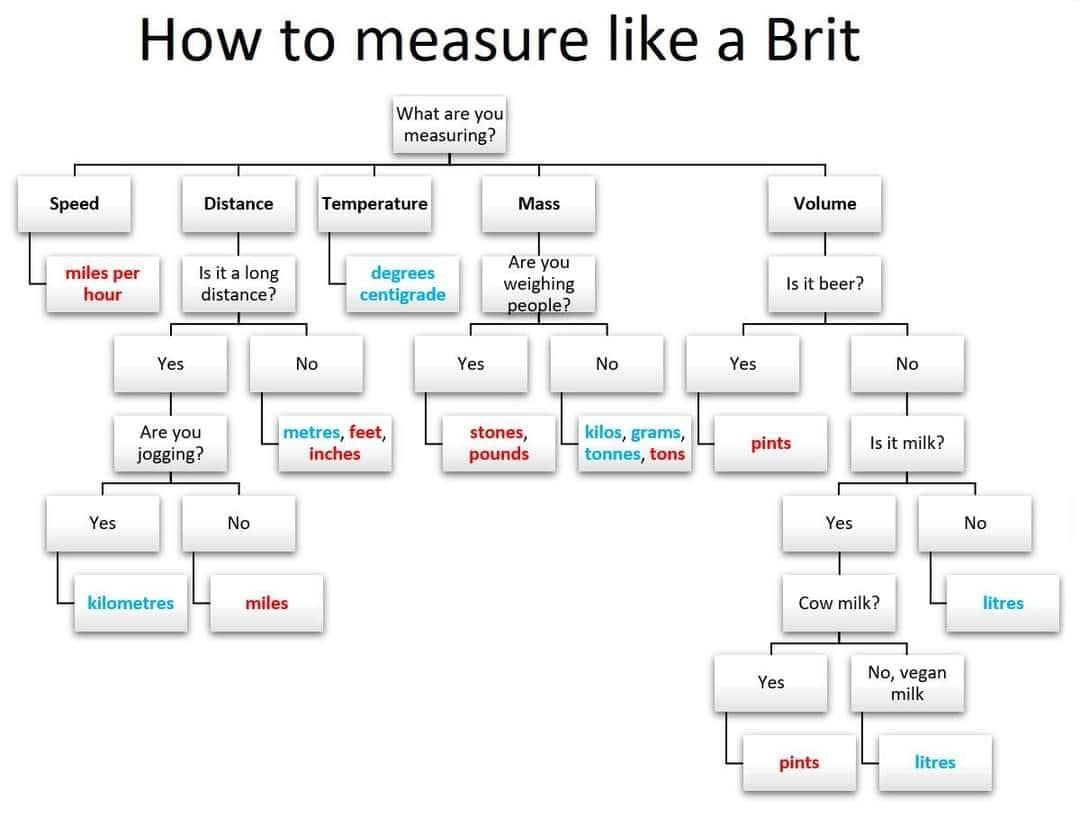 How to measure like a Brit
What are you
measuring?
Speed
Distance
Temperature
Mass
Volume
miles per
hour
Is it a long
distance?
degrees
centigrade
Are you
weighing
people?
Is it beer?
Yes
No
Yes
No
Yes
No
Are you
jogging?
metres, feet,
inches
stones,
pounds
kilos, grams,
tonnes, tons
pints
Is it milk?
Yes
No
Yes
No
kilometres
miles
Cow milk?
litres
Yes
No, vegan
milk
pints
litres